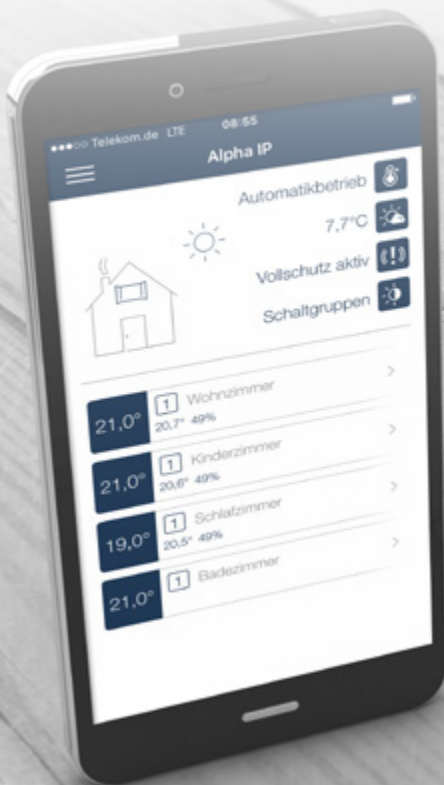 Telekom.de LTE 08:55
Alpha IP
Automatikbetrieb
7,7°C
Vollschutz aktiv
Schaltgruppen
21,0° 1 Wohnzimmer
20,7° 49%
21,0° 1 Kinderzimmer
20,6° 49%
19,0° 1 Schlafzimmer
20,5° 49%
21,0° 1 Badezimmer